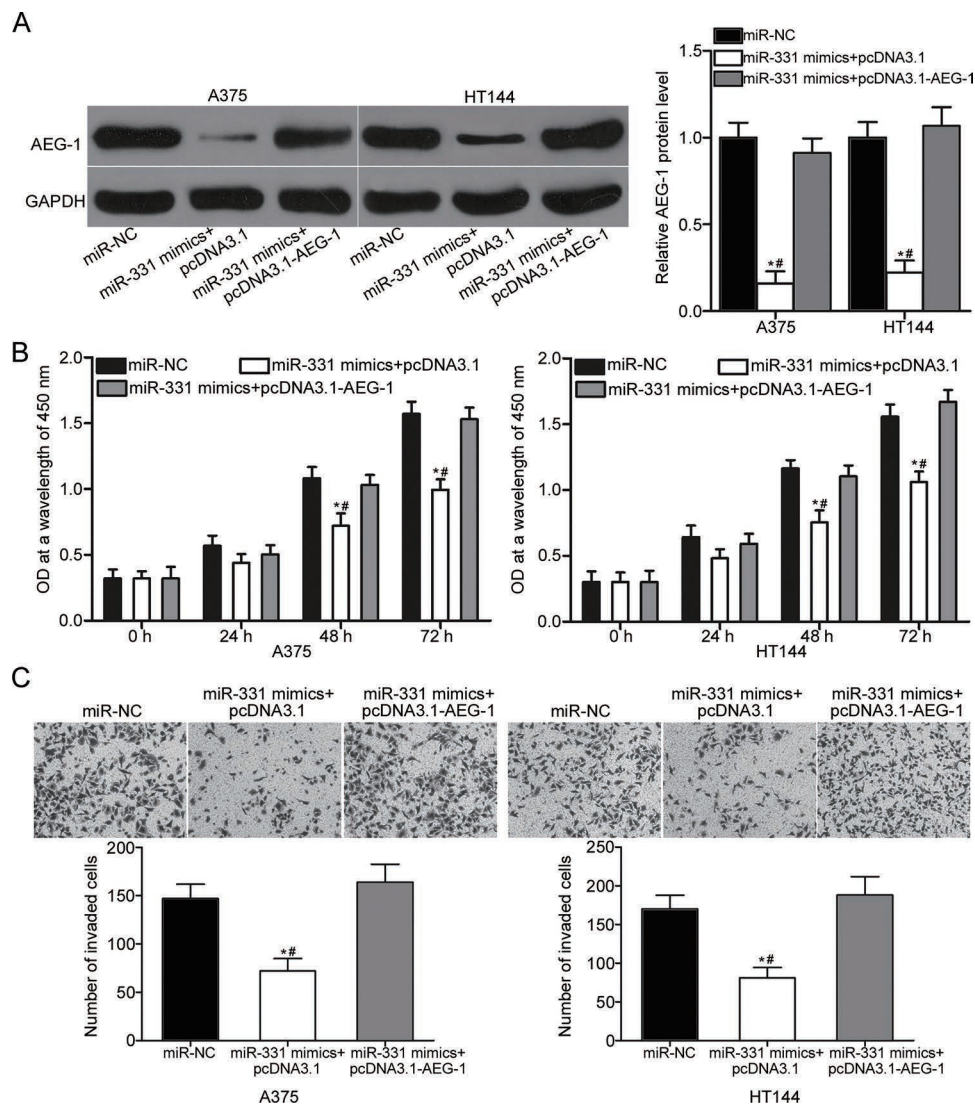 A
A375
HT144
AEG-1
GAPDH
miR-NC
miR-331 mimics+
pcDNA3.1
miR-331 mimics+
pcDNA3.1-AEG-1
miR-NC
miR-331 mimics+
pcDNA3.1
miR-331 mimics+
pcDNA3.1-AEG-1
miR-NC
miR-331 mimics+pcDNA3.1
miR-331 mimics+pcDNA3.1-AEG-1
Relative AEG-1 protein level
1.5
1.0
0.5
0.0
*#
*#
A375
HT144
B
miR-NC
miR-331 mimics+pcDNA3.1
miR-331 mimics+pcDNA3.1-AEG-1
OD at a wavelength of 450 nm
2.0
1.5
1.0
0.5
0.0
*#
*#
0 h
24 h
48 h
72 h
A375
miR-NC
miR-331 mimics+pcDNA3.1
miR-331 mimics+pcDNA3.1-AEG-1
OD at a wavelength of 450 nm
2.0
1.5
1.0
0.5
0.0
*#
*#
0 h
24 h
48 h
72 h
HT144
C
miR-NC
miR-331 mimics+
pcDNA3.1
miR-331 mimics+
pcDNA3.1-AEG-1
miR-NC
miR-331 mimics+
pcDNA3.1
miR-331 mimics+
pcDNA3.1-AEG-1
Number of invaded cells
200
150
100
50
0
*#
miR-NC
miR-331 mimics+
pcDNA3.1
miR-331 mimics+
pcDNA3.1-AEG-1
A375
Number of invaded cells
250
200
150
100
50
0
*#
miR-NC
miR-331 mimics+
pcDNA3.1
miR-331 mimics+
pcDNA3.1-AEG-1
HT144